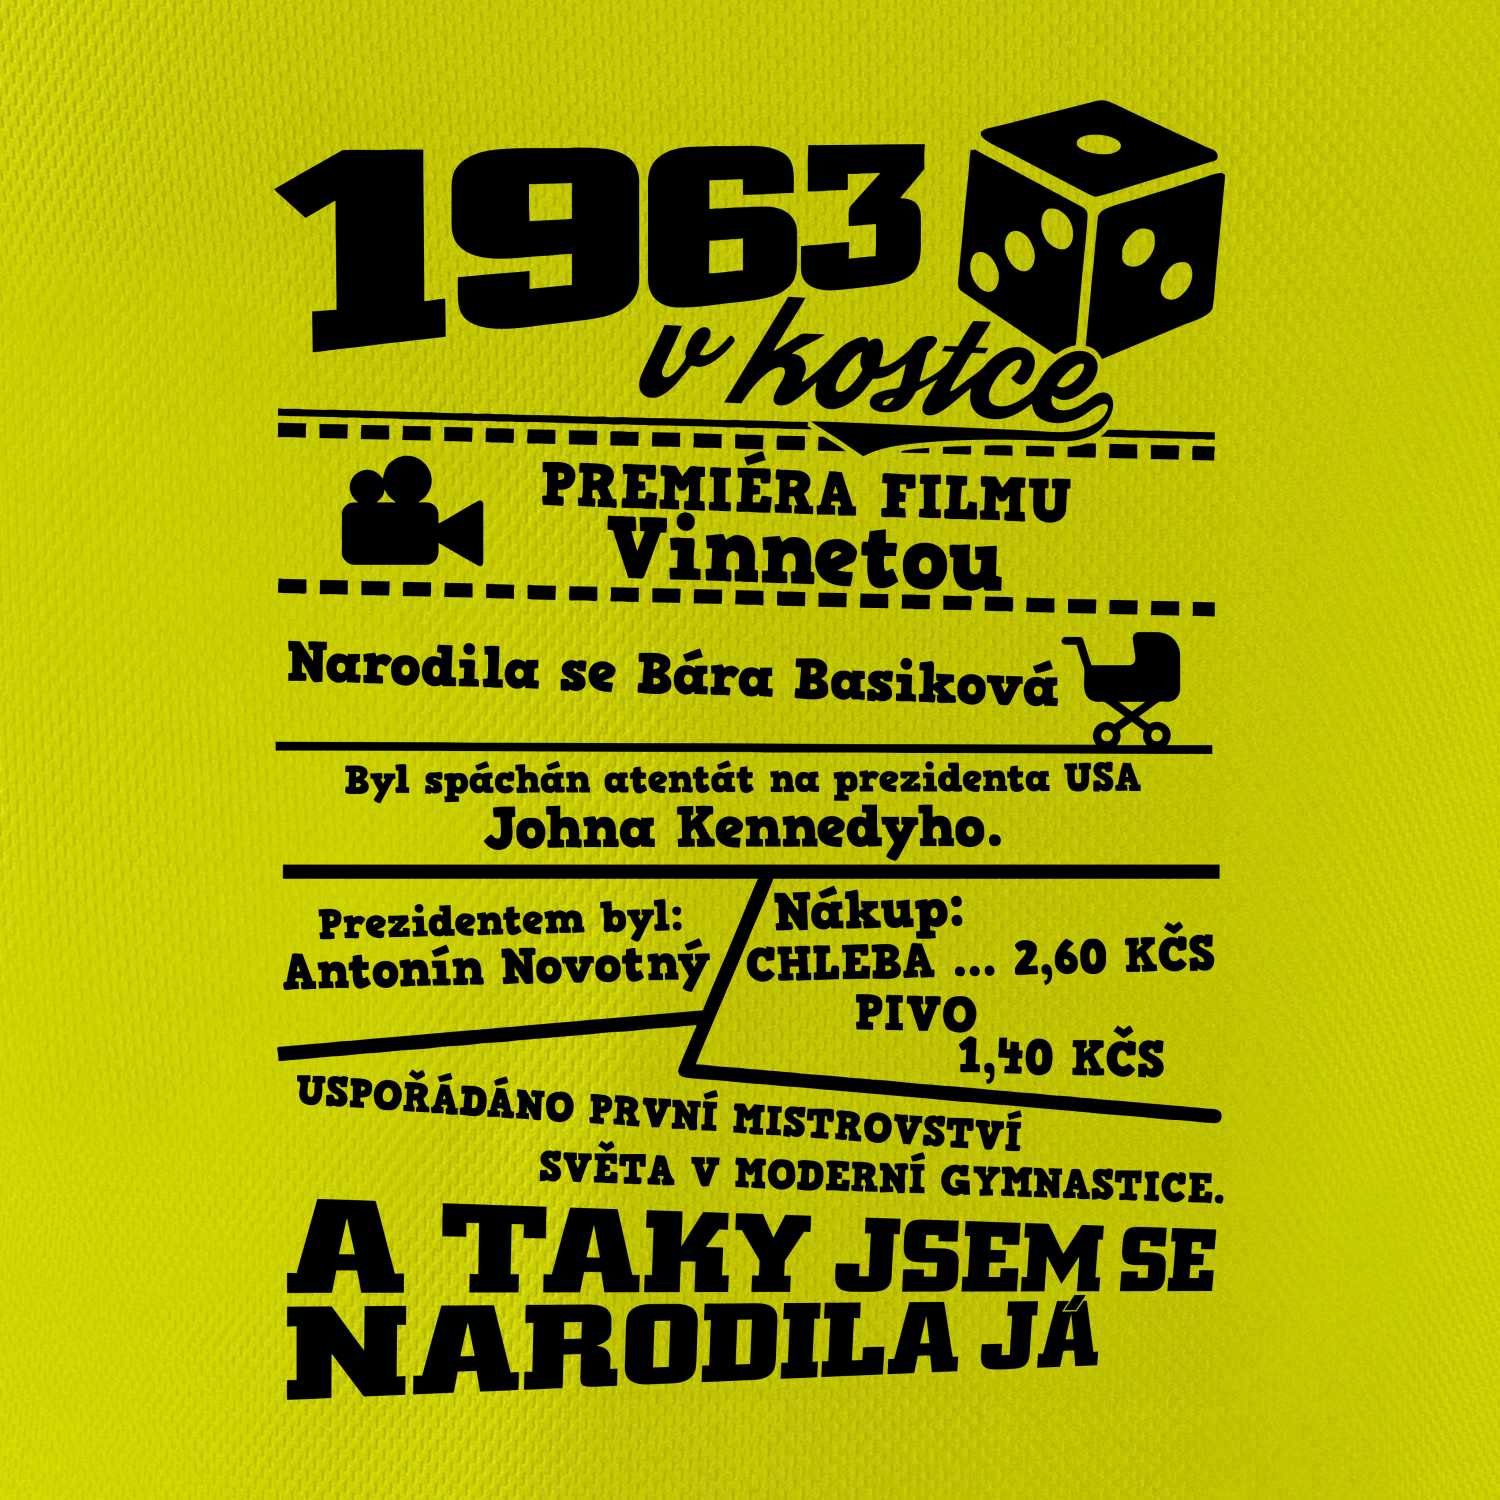 1963
v kostce
PREMIÉRA FILMU
Vinnetou
Narodila se Bára Basiková
Byl spáchán atentát na prezidenta USA
Johna Kennedyho.
Prezidentem byl:
Antonín Novotný
Nákup:
CHLEBA ... 2,60 KČS
PIVO
1,40 KČS
USPOŘÁDÁNO PRVNÍ MISTROVSTVÍ
SVĚTA V MODERNÍ GYMNASTICE.
A TAKY JSEM SE
NARODILA JÁ